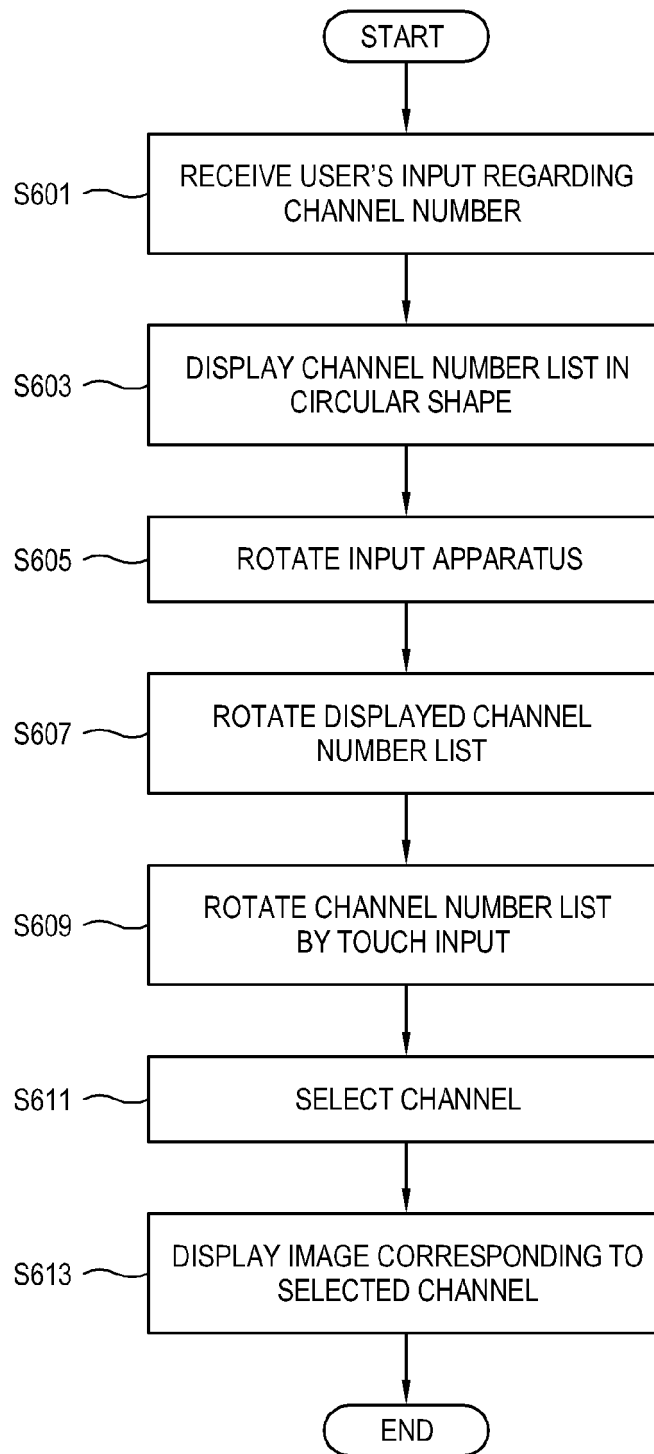 START
S601
RECEIVE USER'S INPUT REGARDING
CHANNEL NUMBER
S603
DISPLAY CHANNEL NUMBER LIST IN
CIRCULAR SHAPE
S605
ROTATE INPUT APPARATUS
S607
ROTATE DISPLAYED CHANNEL
NUMBER LIST
S609
ROTATE CHANNEL NUMBER LIST
BY TOUCH INPUT
S611
SELECT CHANNEL
S613
DISPLAY IMAGE CORRESPONDING TO
SELECTED CHANNEL
END